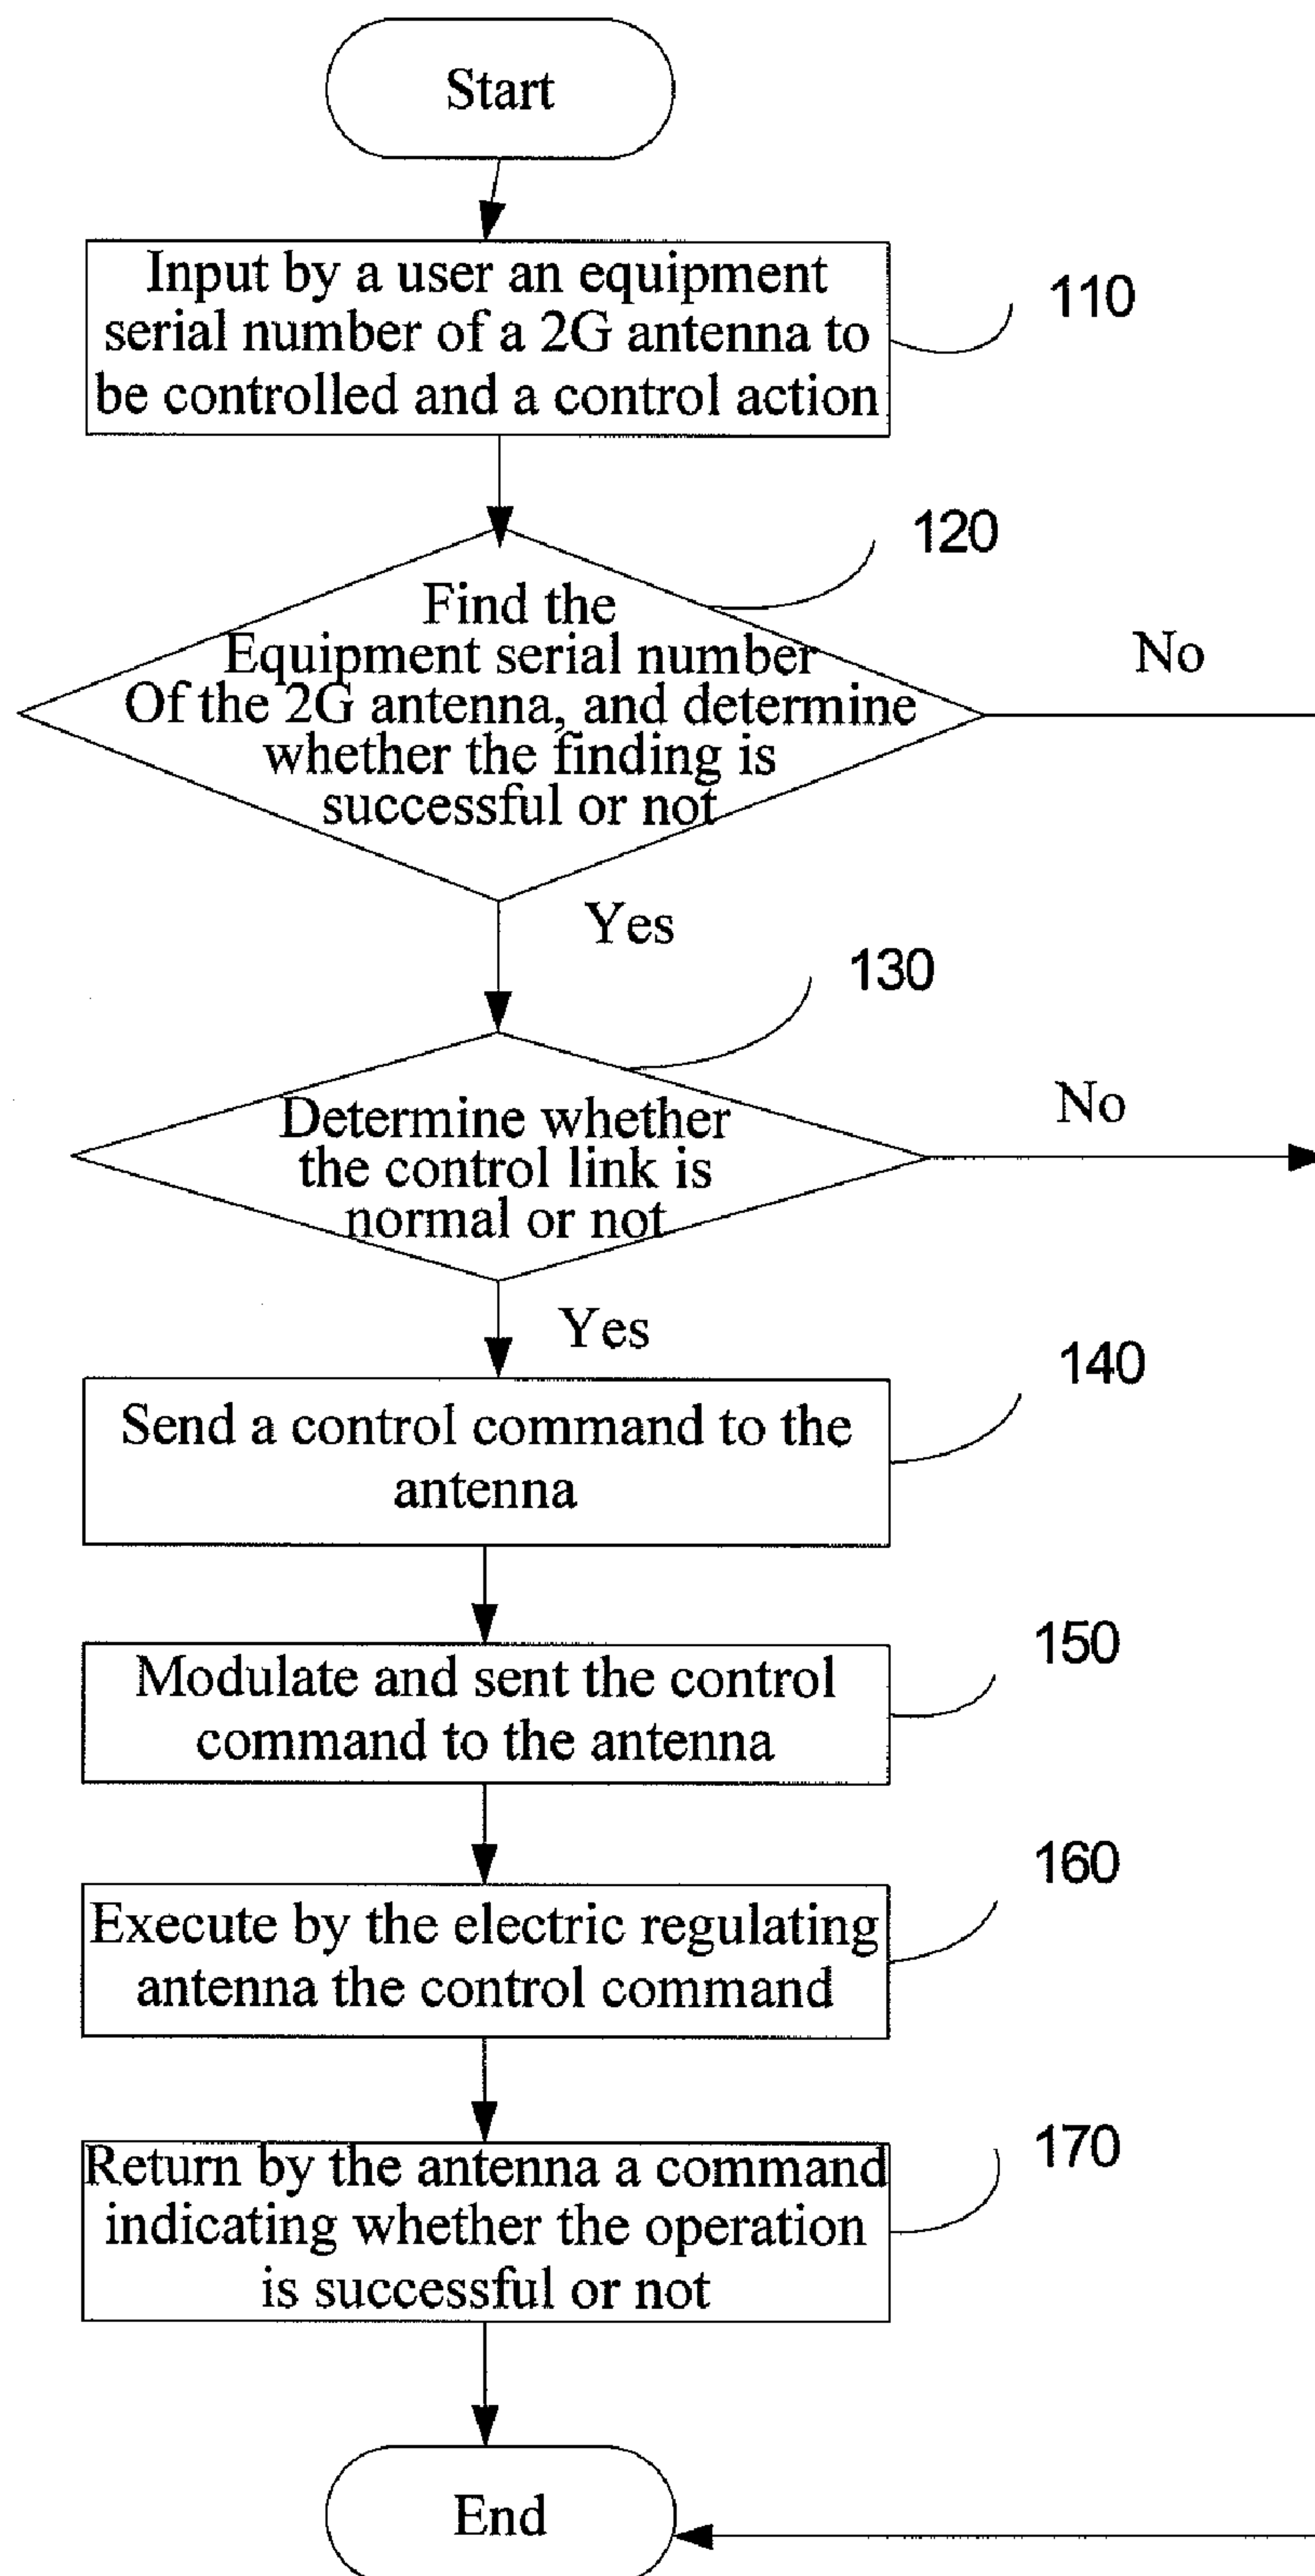 Start
Input by a user an equipment
serial number of a 2G antenna to
be controlled and a control action
110
120
Find the
Equipment serial number
Of the 2G antenna, and determine
whether the finding is
successful or not
No
Yes
130
Determine whether
the control link is
normal or not
No
Yes
140
Send a control command to the
antenna
150
Modulate and sent the control
command to the antenna
160
Execute by the electric regulating
antenna the control command
170
Return by the antenna a command
indicating whether the operation
is successful or not
End